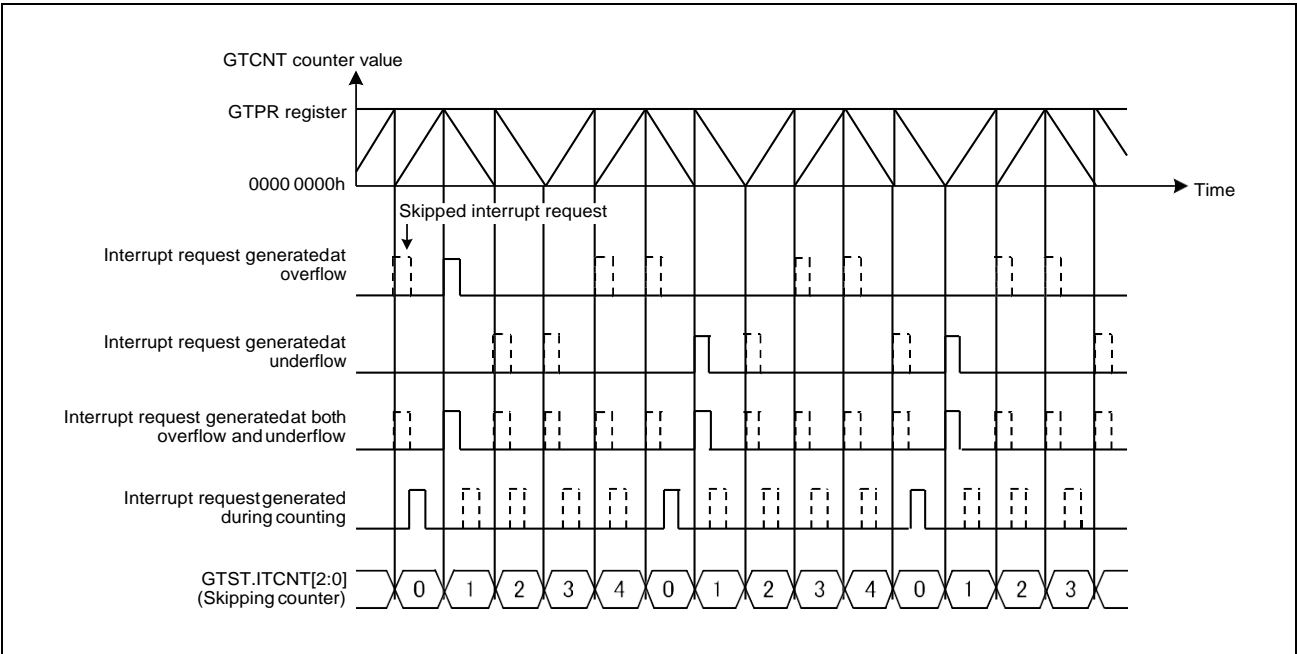 GTCNT counter value
GTPR register
0000 0000h
Time
Skipped interrupt request
Interrupt request generatedat
overflow
Interrupt request generatedat
underflow
Interrupt request generatedat both
overflow andunderflow
Interrupt requestgenerated
during counting
GTST.ITCNT[2:0]
(Skipping counter)
0 1 2 3 4 0 1 2 3 4 0 1 2 3